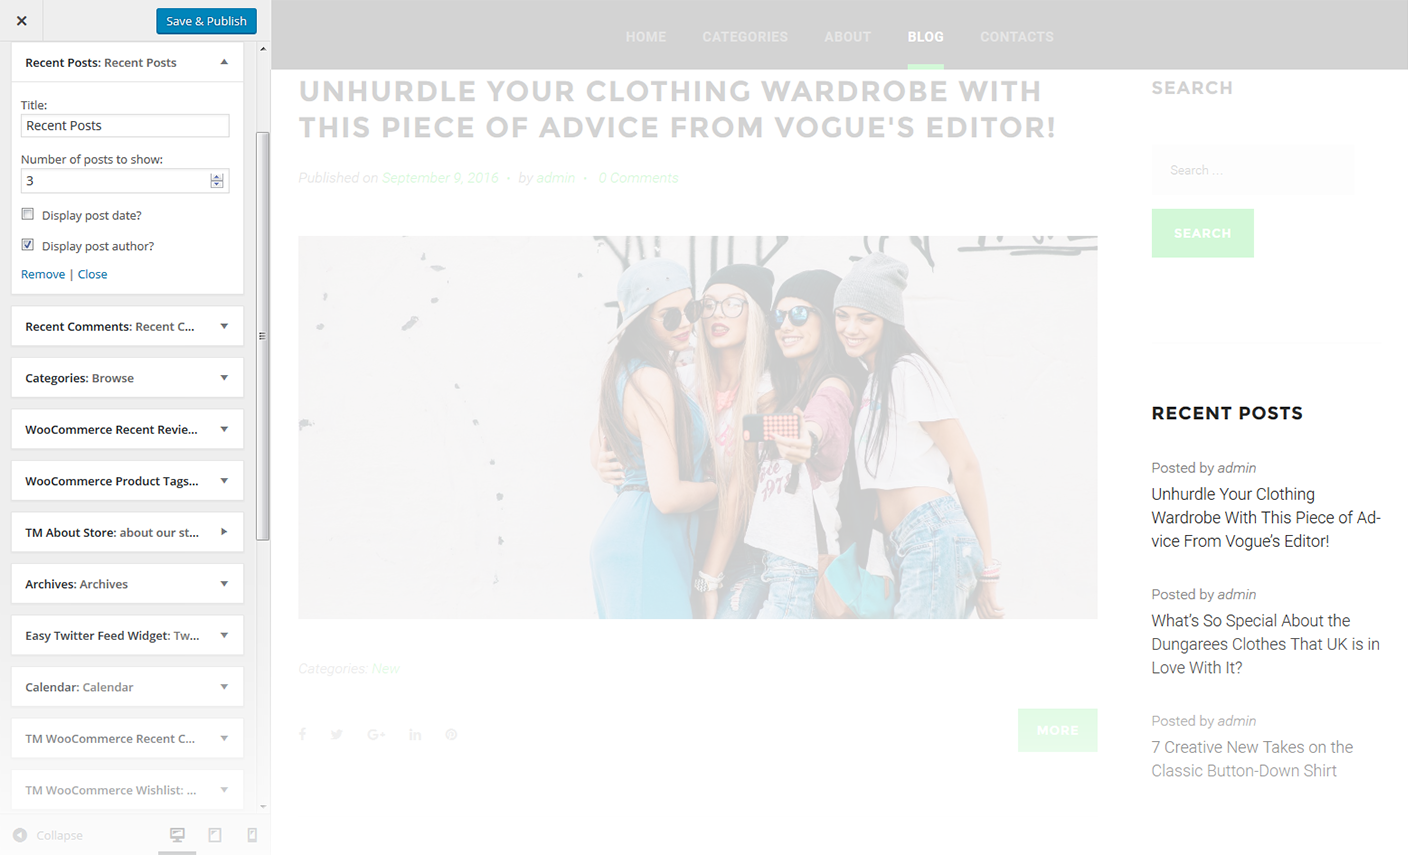 Save & Publish
Recent Posts: Recent Posts
Title:
Recent Posts
Number of posts to show:
3
Display post date?
Display post author?
Remove | Close
Recent Comments: Recent C...
Categories: Browse
WooCommerce Recent Revie...
WooCommerce Product Tags...
TM About Store: about our st...
Archives: Archives
Easy Twitter Feed Widget: Tw...
Calendar: Calendar
TM WooCommerce Recent C...
TM WooCommerce Wishlist: ...
Collapse
HOME CATEGORIES ABOUT BLOG CONTACTS
UNHURDLE YOUR CLOTHING WARDROBE WITH
THIS PIECE OF ADVICE FROM VOGUE'S EDITOR!
Published on September 9, 2016 • by admin • 0 Comments
Categories: New
MORE
SEARCH
Search ...
SEARCH
RECENT POSTS
Posted by admin
Unhurdle Your Clothing
Wardrobe With This Piece of Ad-
vice From Vogue’s Editor!
Posted by admin
What’s So Special About the
Dungarees Clothes That UK is in
Love With It?
Posted by admin
7 Creative New Takes on the
Classic Button-Down Shirt